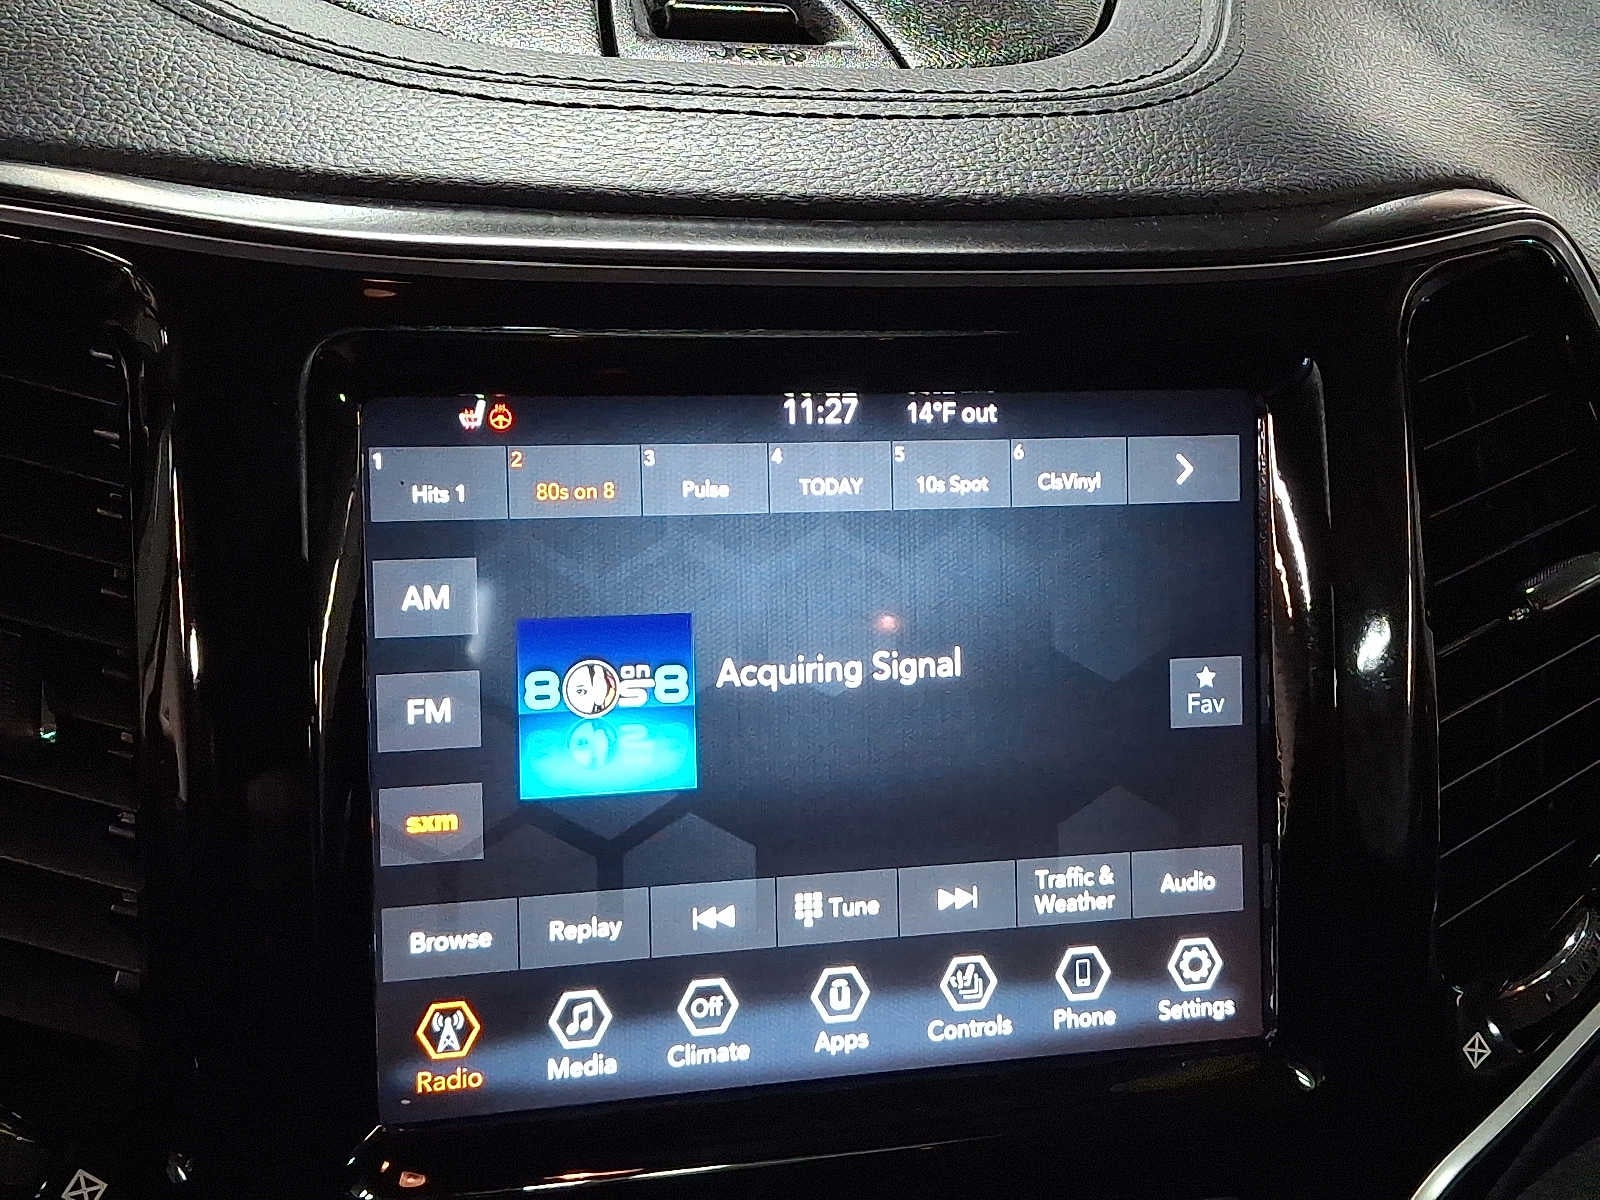 11:27 14°F out
1 2 3 4 5 6
Hits 1 80s on 8 Pulse TODAY 10s Spot ClsVinyl
AM
8 on 8
s
Acquiring Signal
FM
Fav
sxm
Browse Replay Tune Traffic & Weather Audio
Off
Radio Media Climate Apps Controls Phone Settings